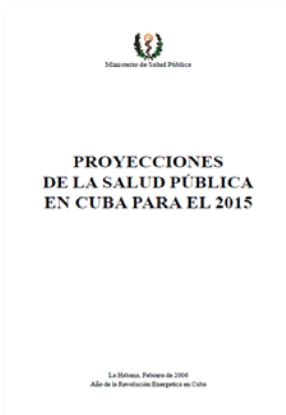 Ministerio de Salud Pública
PROYECCIONES
DE LA SALUD PÚBLICA
EN CUBA PARA EL 2015
La Habana, Febrero de 2006
Año de la Revolución Energetica en Cuba